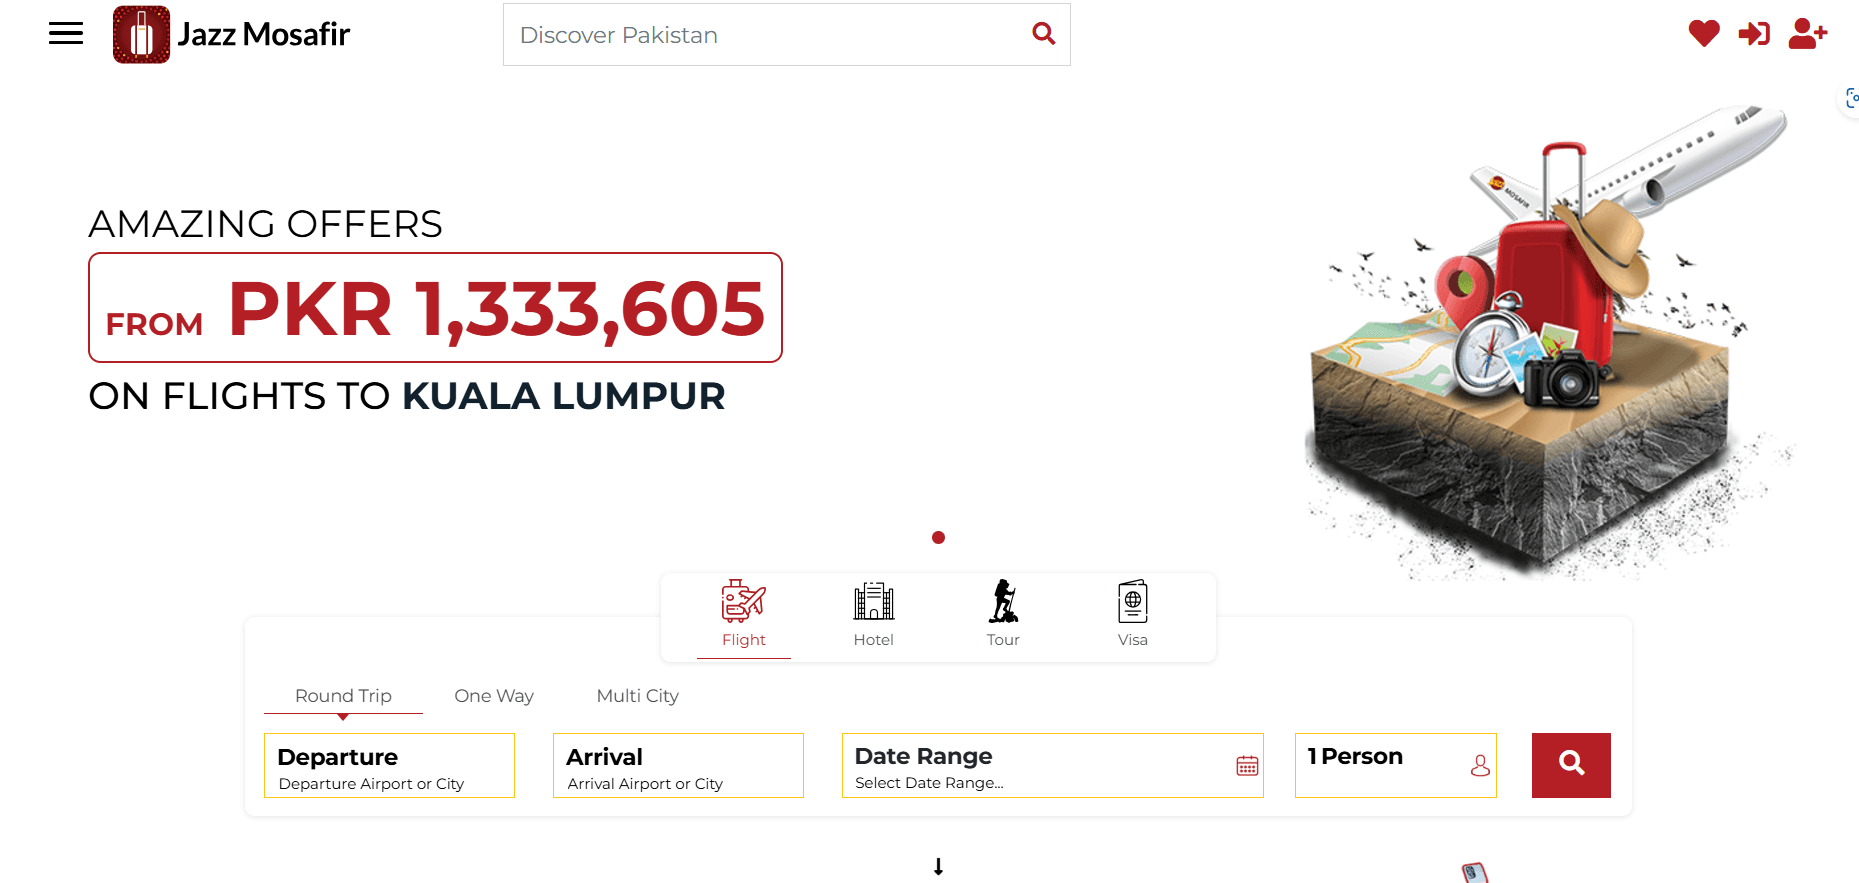 Jazz Mosafir
Discover Pakistan
AMAZING OFFERS
FROM PKR 1,333,605
ON FLIGHTS TO KUALA LUMPUR
MOSAFIR
Flight
Hotel
Tour
Visa
Round Trip
One Way
Multi City
Departure
Departure Airport or City
Arrival
Arrival Airport or City
Date Range
Select Date Range...
1 Person